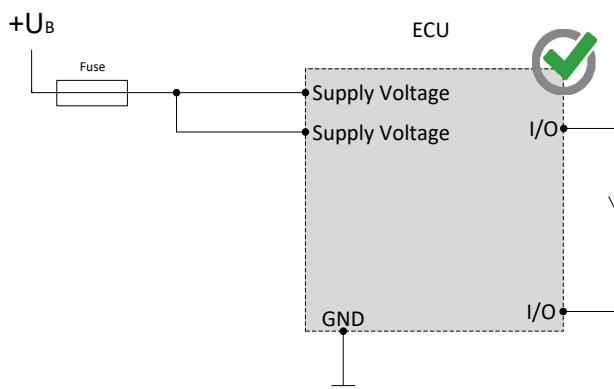 +UB
ECU
Fuse
Supply Voltage
Supply Voltage
I/O
I/O
GND